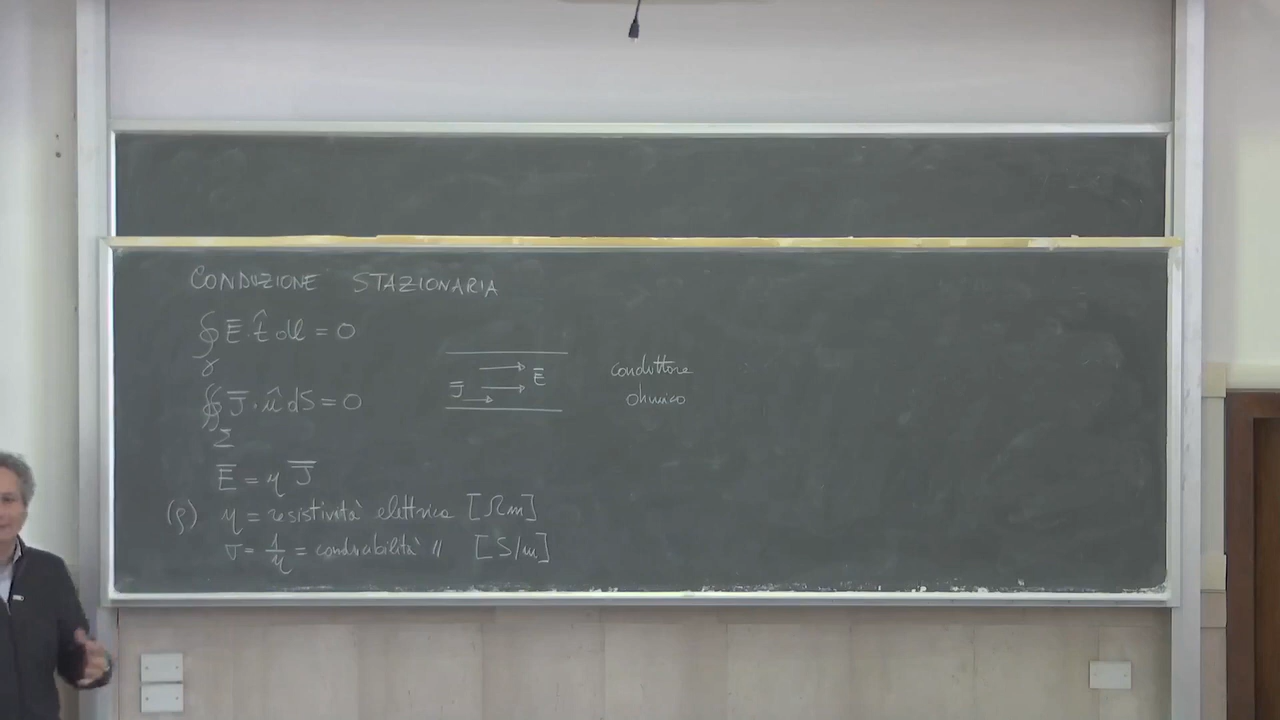 CONDUZIONE STAZIONARIA
∮γ E̅ · t̂ dl = 0
∯Σ J̅ · û dS = 0
E̅ = η J̅
(ρ) η = resistività elettrica [Ωm]
σ = 1/η = conducibilità " [S/m]
J̅ E̅
conduttore
ohmico